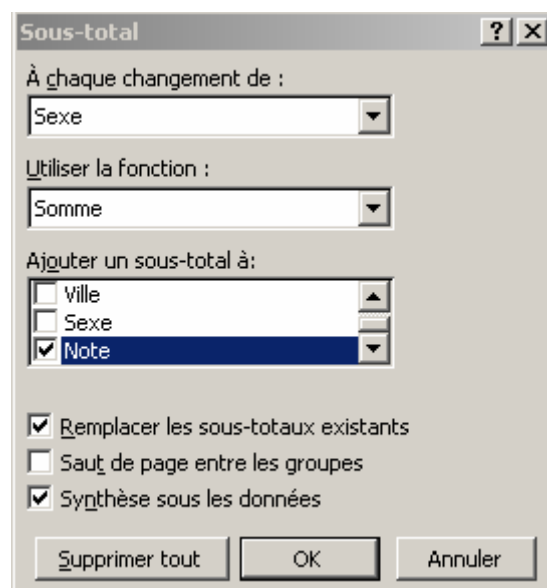 Sous-total
À chaque changement de :
Sexe
Utiliser la fonction :
Somme
Ajouter un sous-total à:
Ville
Sexe
Note
Remplacer les sous-totaux existants
Saut de page entre les groupes
Synthèse sous les données
Supprimer tout OK Annuler